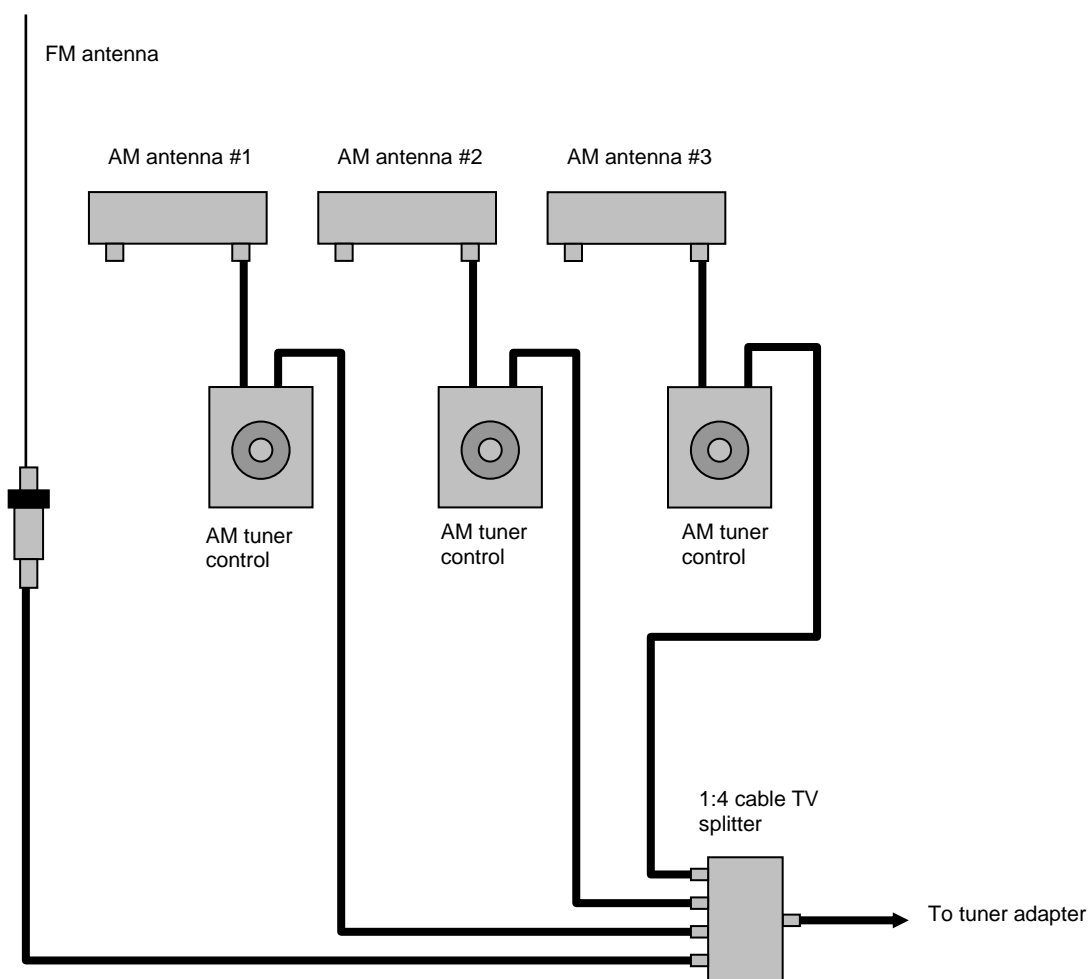 FM antenna
AM antenna #1
AM antenna #2
AM antenna #3
AM tuner
control
AM tuner
control
AM tuner
control
1:4 cable TV
splitter
To tuner adapter